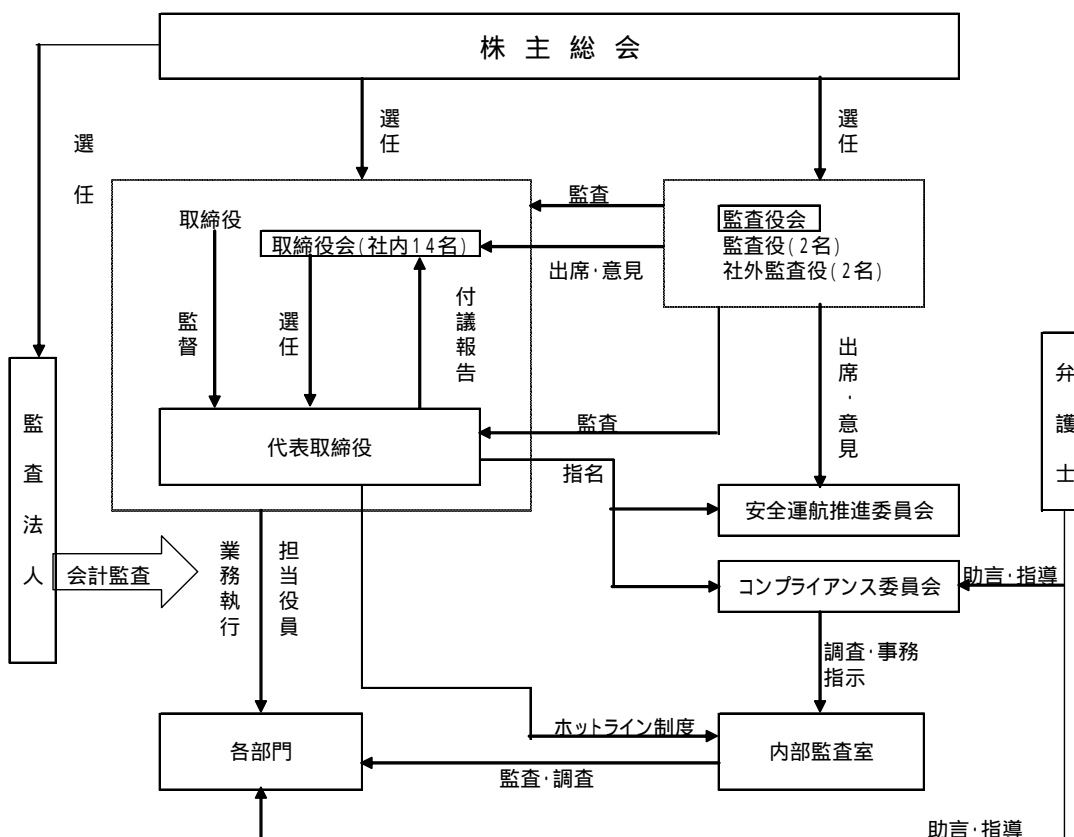 株主総会
選任
選任
選任
取締役
取締役会(社内14名)
監査
出席・意見
監査役会
監査役(2名)
社外監査役(2名)
監督
選任
付議報告
出席・意見
弁護士
監査法人
代表取締役
監査
指名
安全運航推進委員会
会計監査
業務執行
担当役員
コンプライアンス委員会
助言・指導
調査・事務
指示
ホットライン制度
各部門
内部監査室
監査・調査
助言・指導